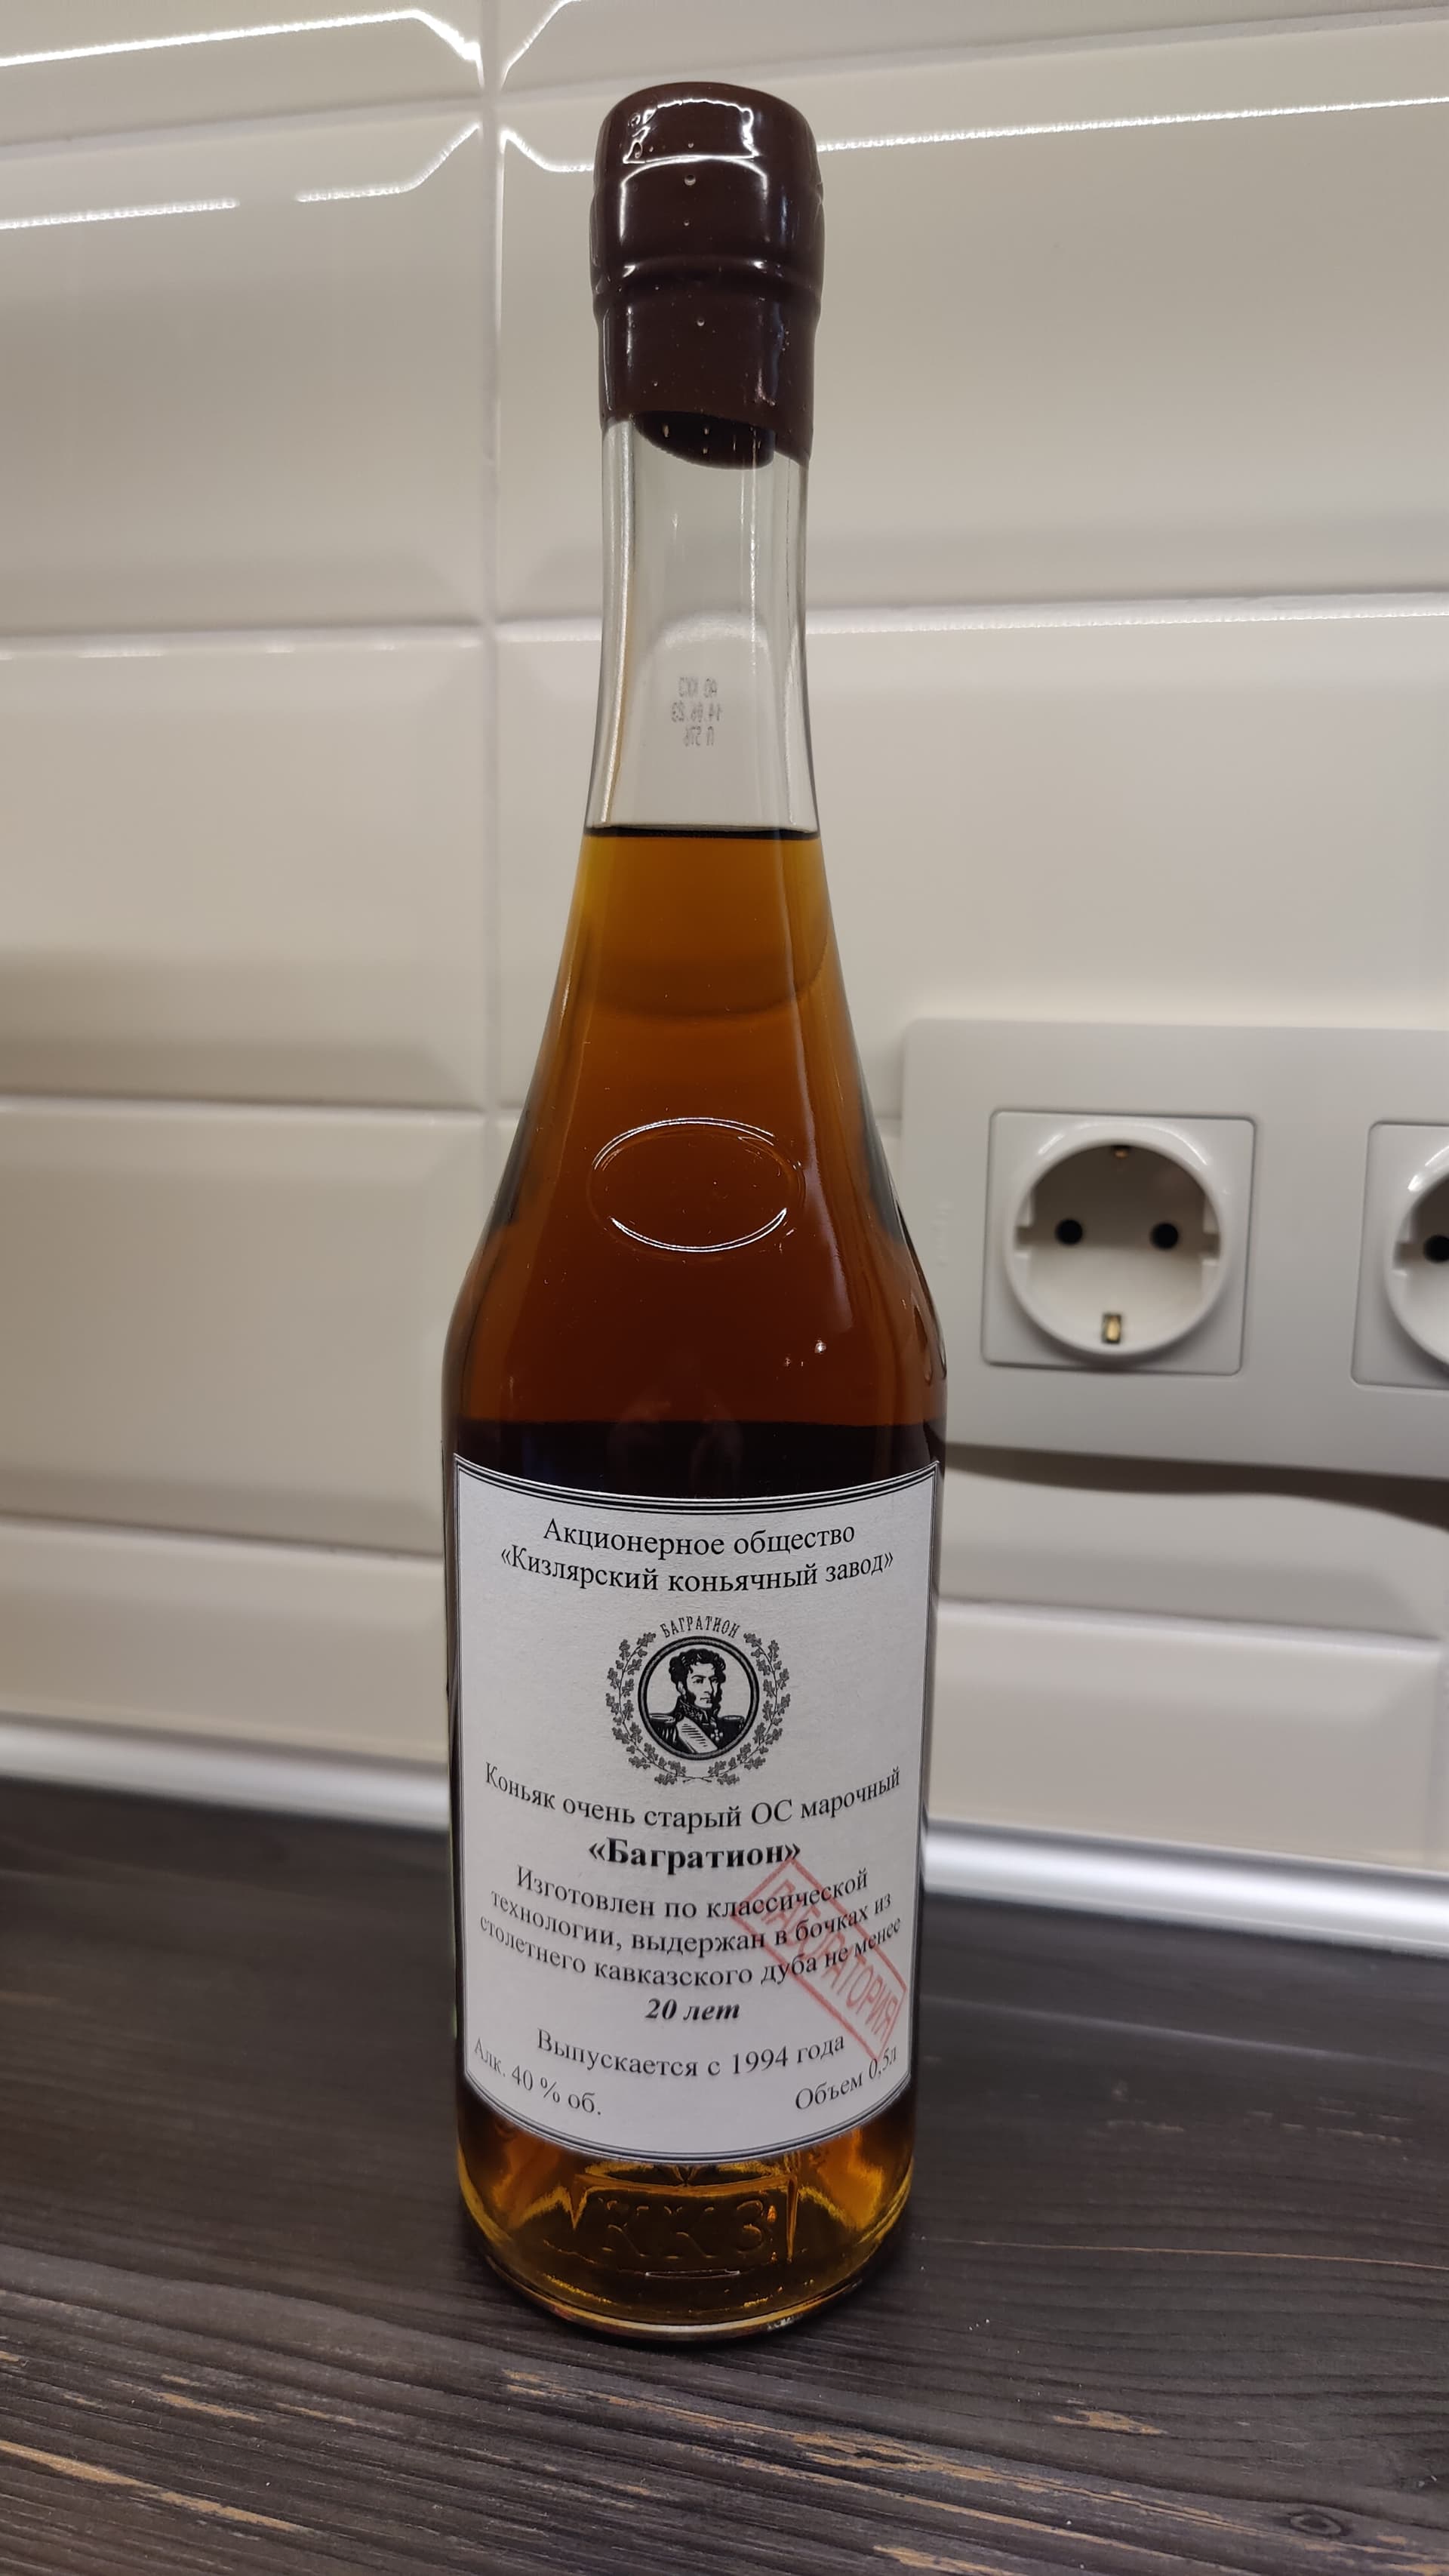 Акционерное общество
«Кизлярский коньячный завод»
БАГРАТИОН
Коньяк очень старый ОС марочный
«Багратион»
Изготовлен по классической
технологии, выдержан в бочках из
столетнего кавказского дуба не менее
20 лет
Выпускается с 1994 года
Алк. 40 % об.
Объем 0,5л
ЛАБОРАТОРИЯ
ККЗ